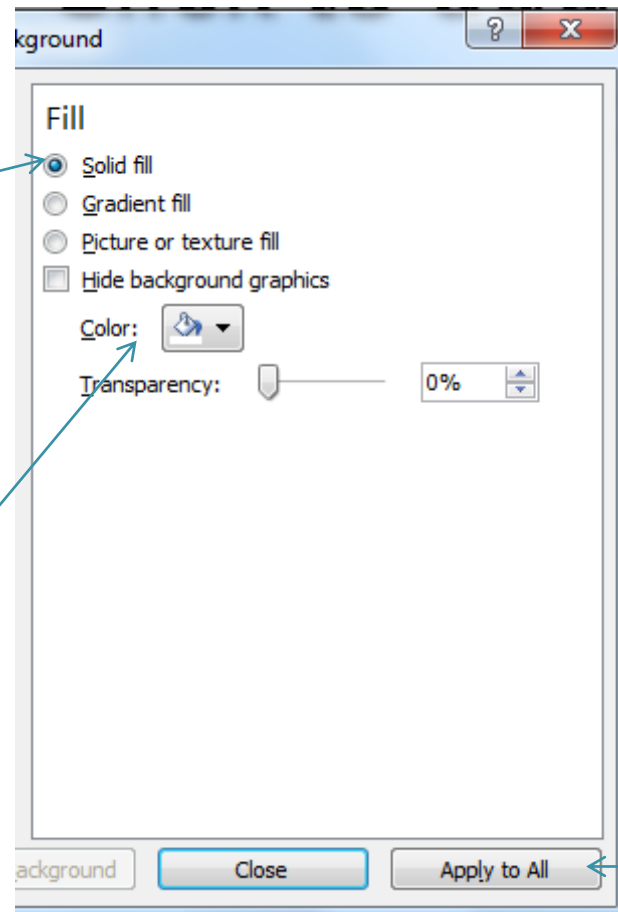 kground
Fill
Solid fill
Gradient fill
Picture or texture fill
Hide background graphics
Color:
Transparency: 0%
ackground Close Apply to All